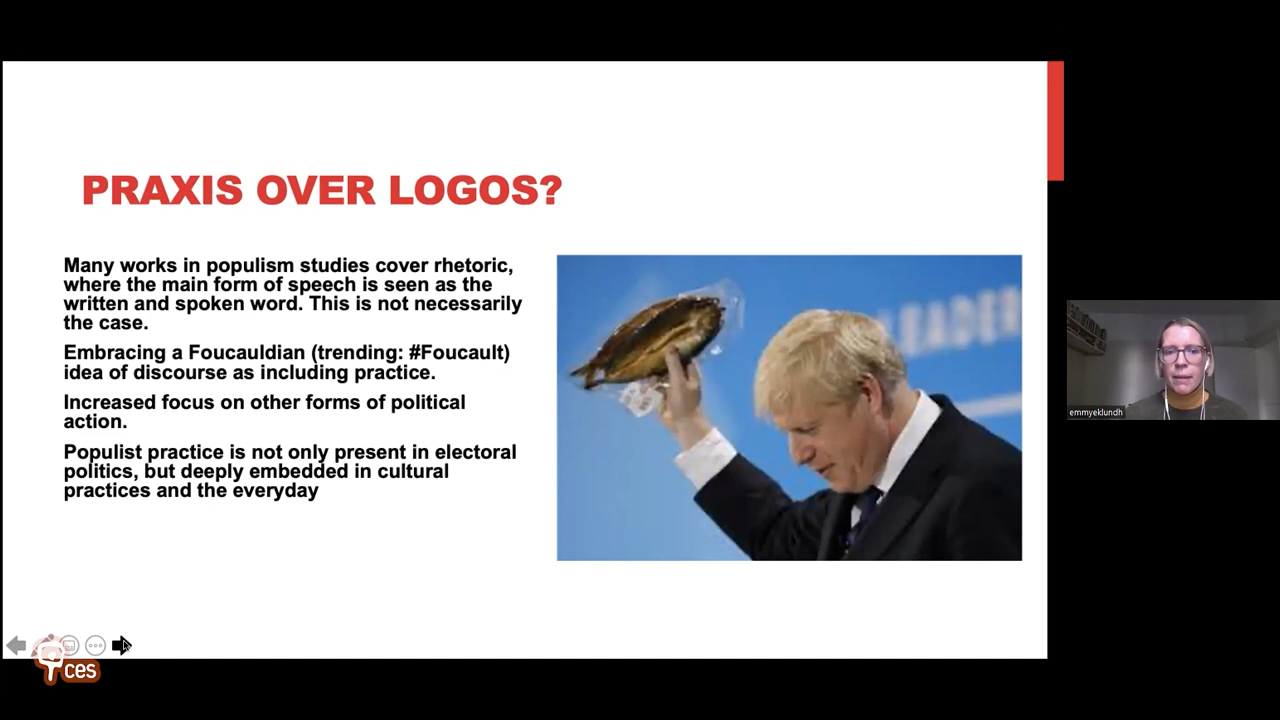 PRAXIS OVER LOGOS?
Many works in populism studies cover rhetoric,
where the main form of speech is seen as the
written and spoken word. This is not necessarily
the case.
Embracing a Foucauldian (trending: #Foucault)
idea of discourse as including practice.
Increased focus on other forms of political
action.
Populist practice is not only present in electoral
politics, but deeply embedded in cultural
practices and the everyday
LEADER
emmyeklundh
ces